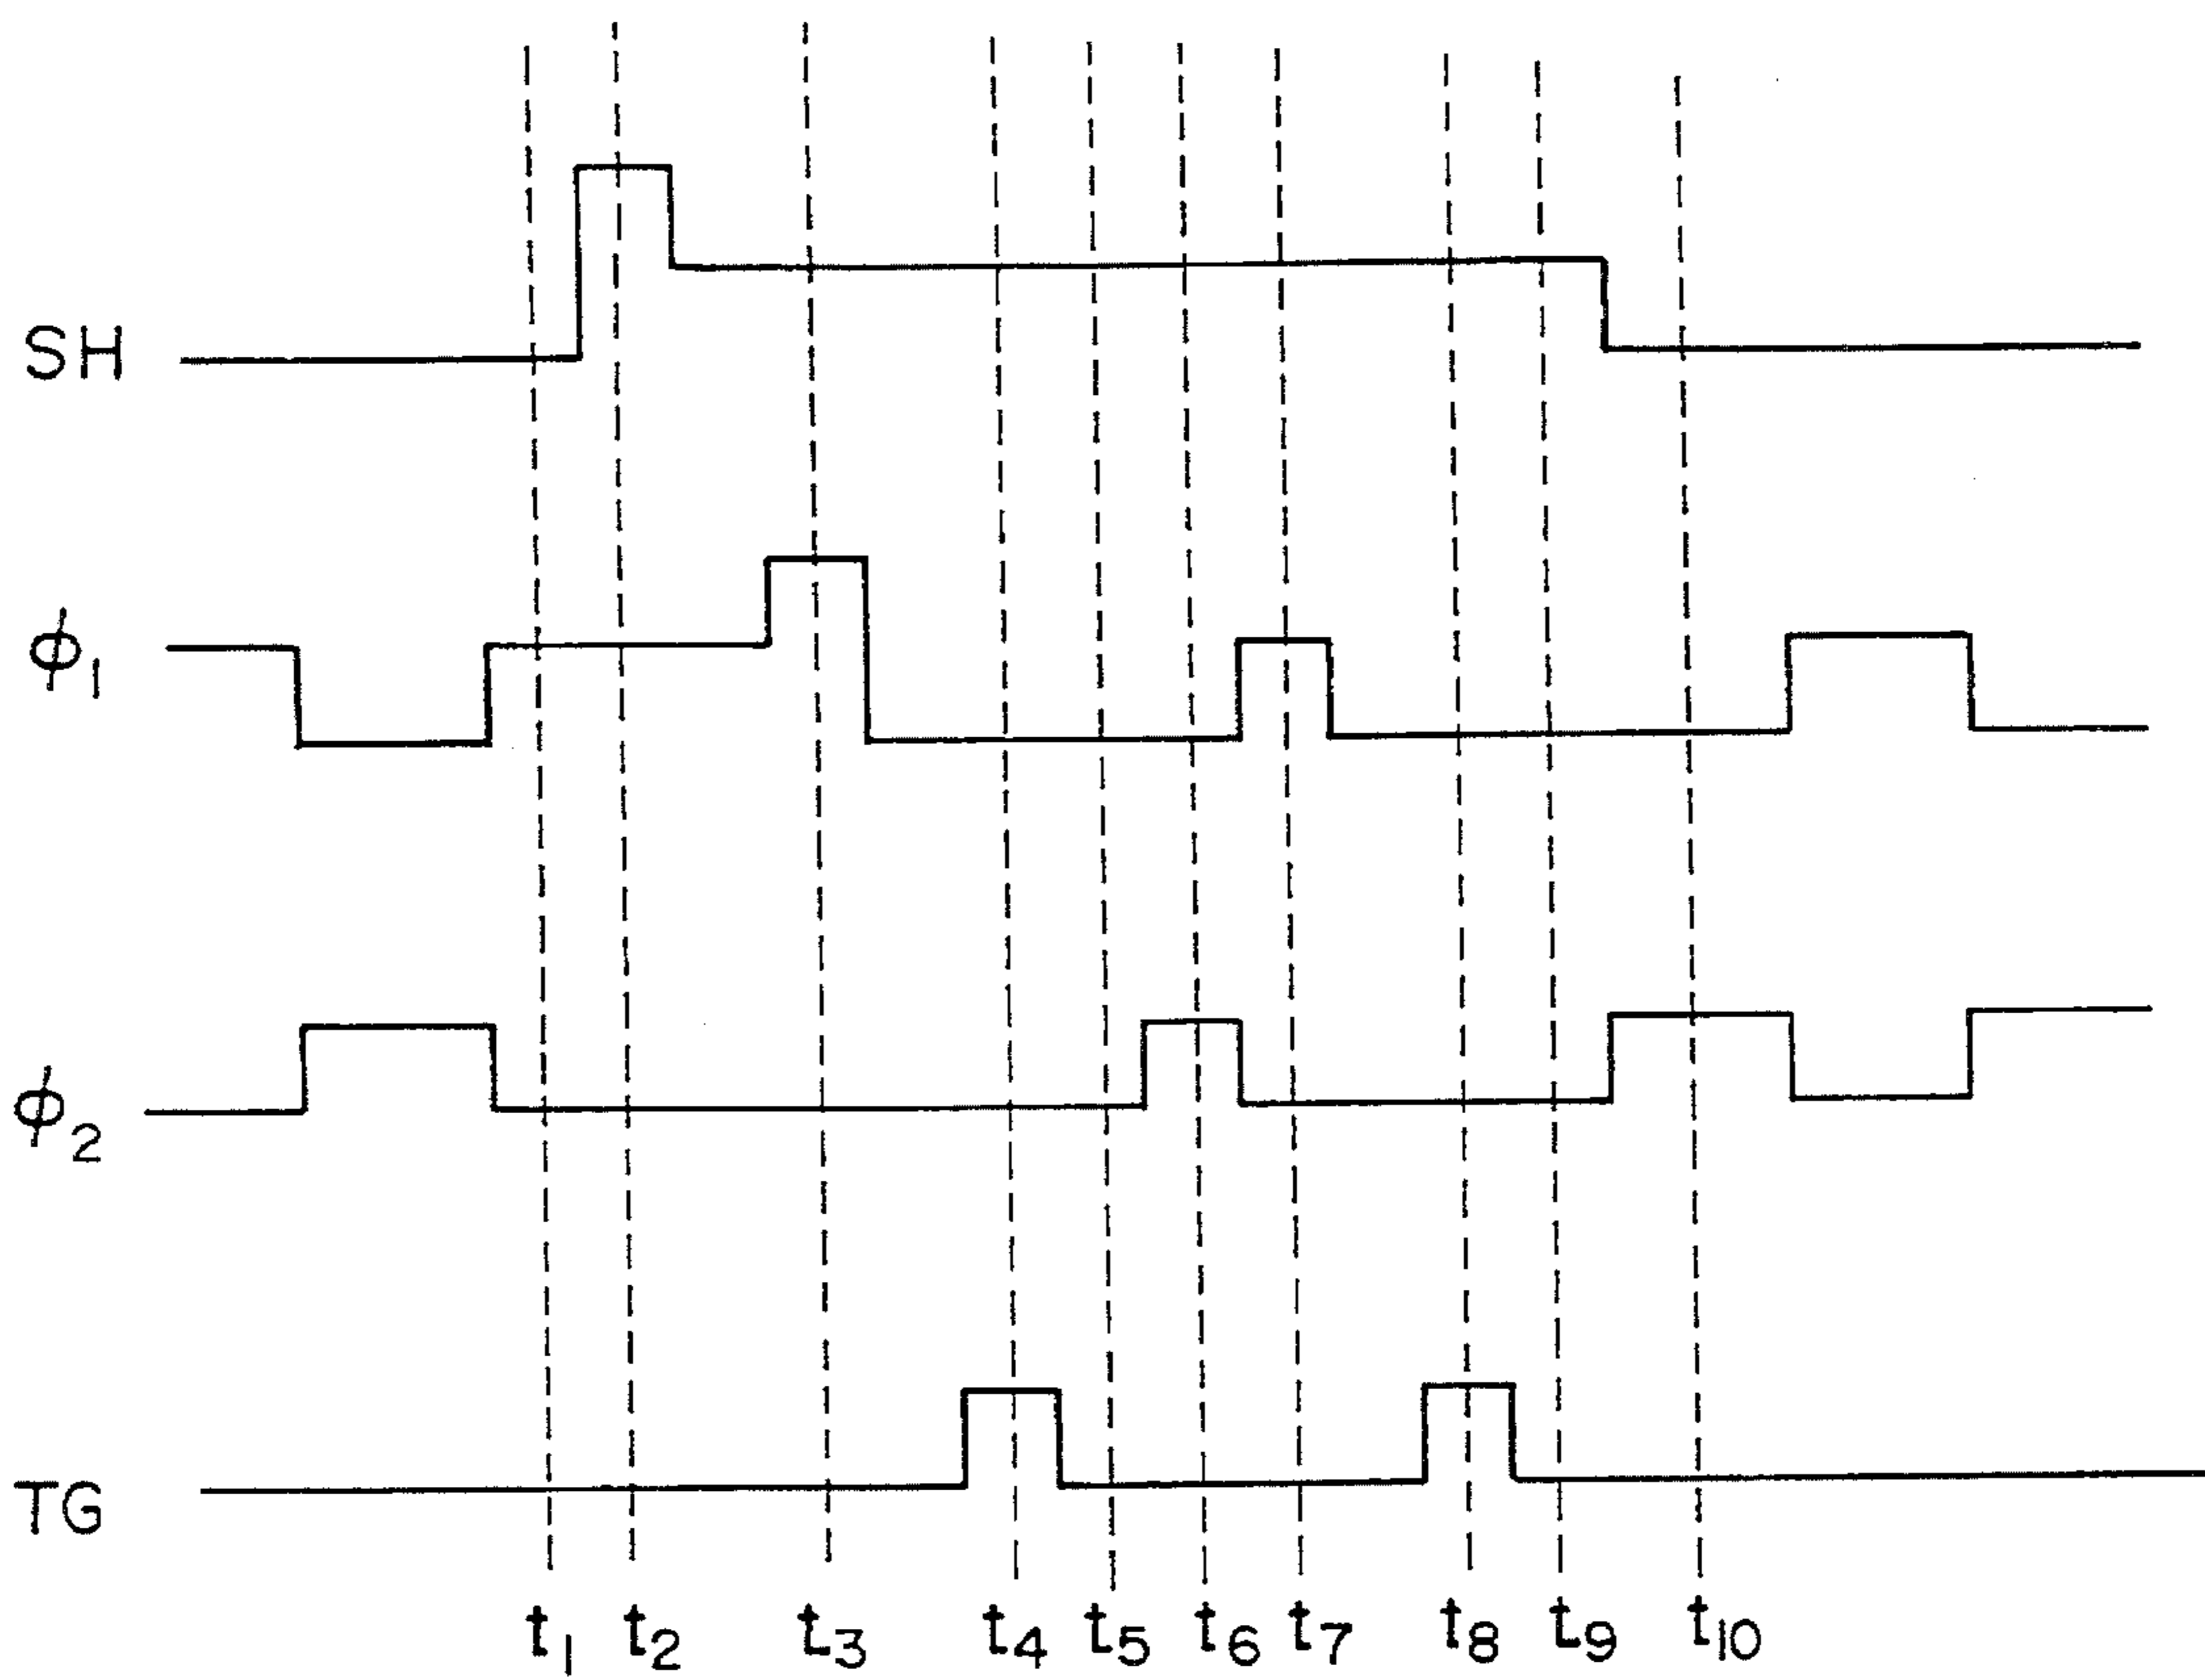 SH
ϕ₁
ϕ₂
TG
t₁ t₂ t₃ t₄ t₅ t₆ t₇ t₈ t₉ t₁₀